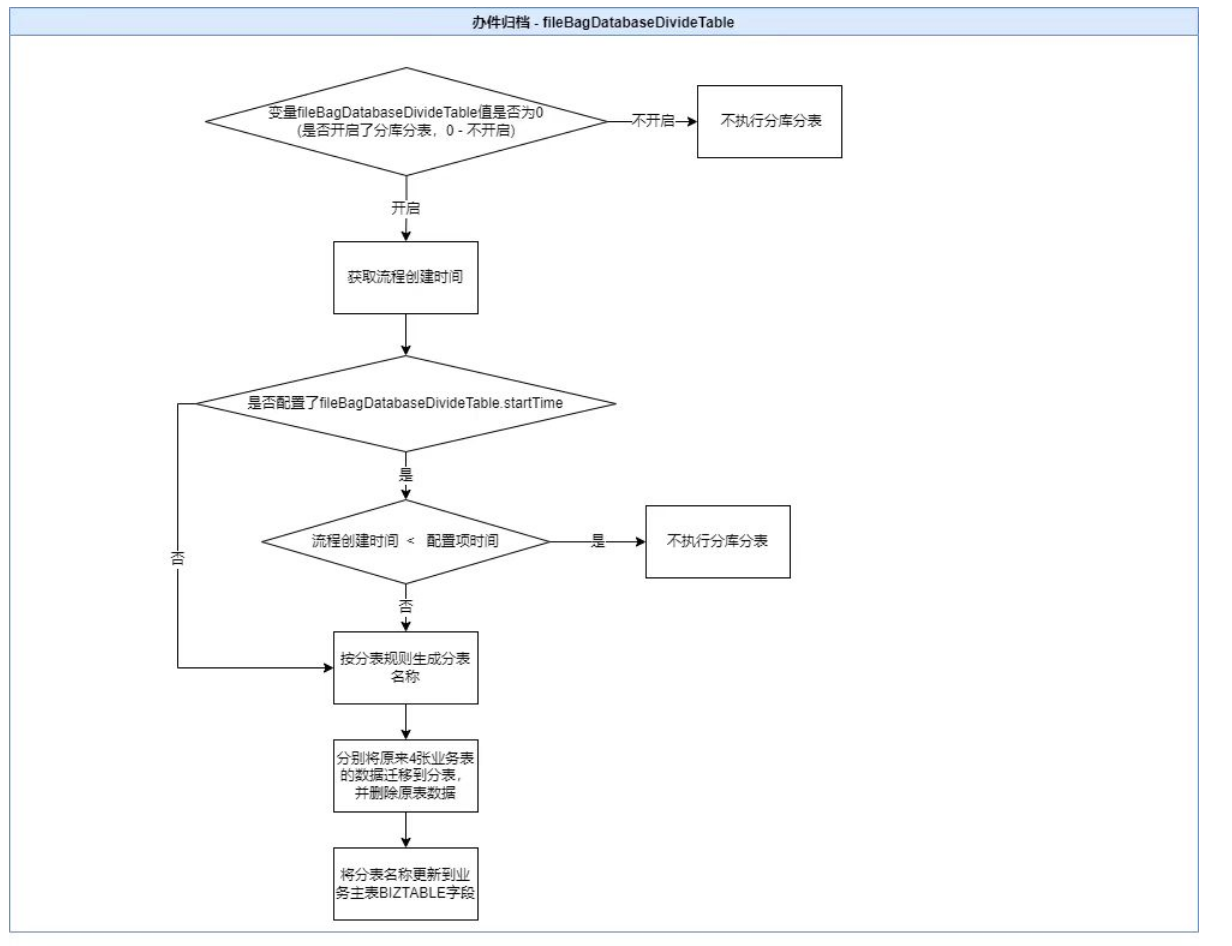 办件归档 - fileBagDatabaseDivideTable
变量fileBagDatabaseDivideTable值是否为0
(是否开启了分库分表，0 - 不开启)
不开启
不执行分库分表
开启
获取流程创建时间
是否配置了fileBagDatabaseDivideTable.startTime
是
流程创建时间 < 配置项时间
是
不执行分库分表
否
否
按分表规则生成分表
名称
分别将原来4张业务表
的数据迁移到分表，
并删除原表数据
将分表名称更新到业
务主表BIZTABLE字段